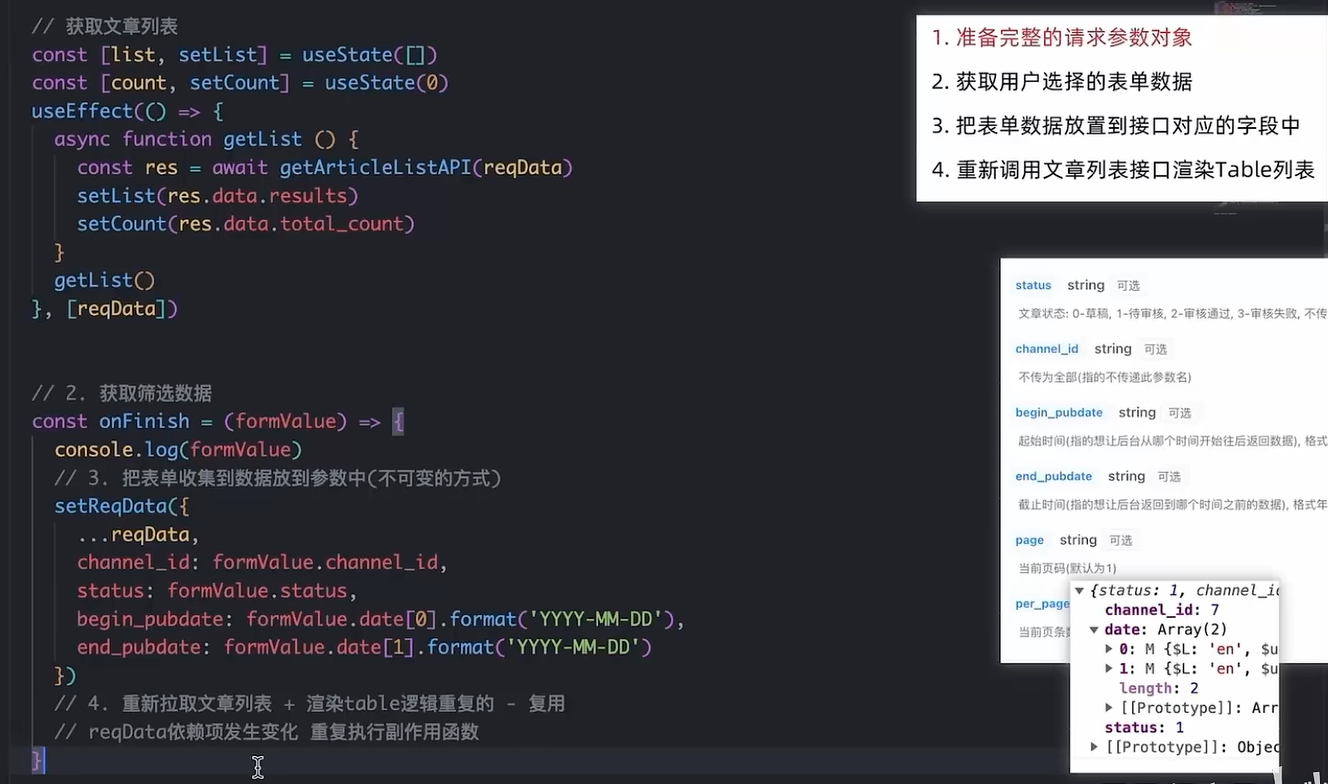 // 获取文章列表
const [list, setList] = useState([])
const [count, setCount] = useState(0)
useEffect(() => {
async function getList () {
const res = await getArticleListAPI(reqData)
setList(res.data.results)
setCount(res.data.total_count)
}
getList()
}, [reqData])
// 2. 获取筛选数据
const onFinish = (formValue) => {
console.log(formValue)
// 3. 把表单收集到数据放到参数中(不可变的方式)
setReqData({
...reqData,
channel_id: formValue.channel_id,
status: formValue.status,
begin_pubdate: formValue.date[0].format('YYYY-MM-DD'),
end_pubdate: formValue.date[1].format('YYYY-MM-DD')
})
// 4. 重新拉取文章列表 + 渲染table逻辑重复的 - 复用
// reqData依赖项发生变化 重复执行副作用函数
}
1. 准备完整的请求参数对象
2. 获取用户选择的表单数据
3. 把表单数据放置到接口对应的字段中
4. 重新调用文章列表接口渲染Table列表
status string 可选
文章状态: 0-草稿, 1-待审核, 2-审核通过, 3-审核失败, 不传
channel_id string 可选
不传为全部(指的不传递此参数名)
begin_pubdate string 可选
起始时间(指的想让后台从哪个时间开始往后返回数据), 格式
end_pubdate string 可选
截止时间(指的想让后台返回到哪个时间之前的数据), 格式年
page string 可选
当前页码(默认为1)
per_page
当前页条
{status: 1, channel_id
channel_id: 7
date: Array(2)
0: M {$L: 'en', $u
1: M {$L: 'en', $u
length: 2
[[Prototype]]: Arr
status: 1
[[Prototype]]: Objec